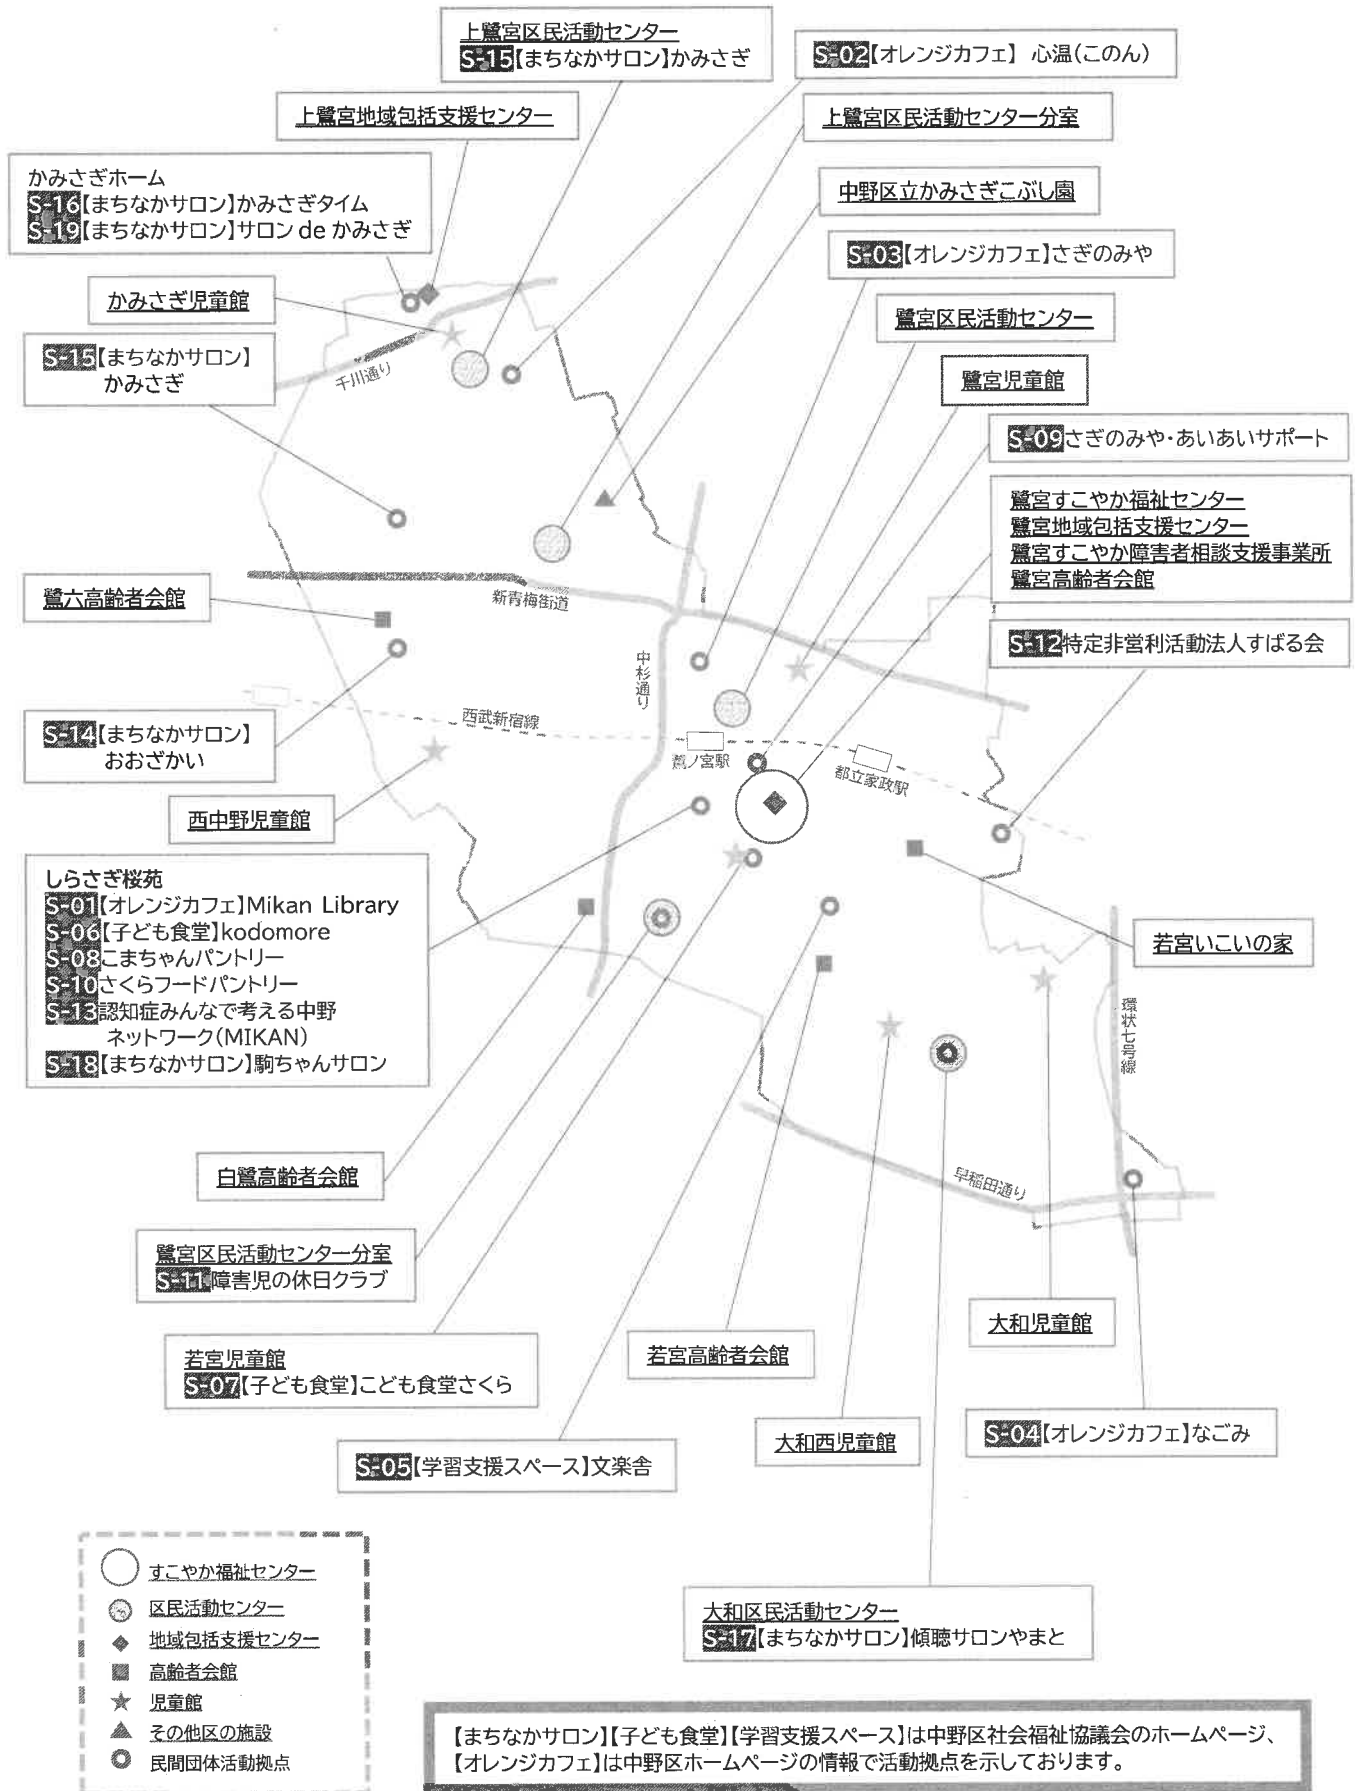 上鷺宮区民活動センター
S-15【まちなかサロン】かみさぎ
S-02【オレンジカフェ】 心温(このん)
上鷺宮地域包括支援センター
上鷺宮区民活動センター分室
かみさぎホーム
S-16【まちなかサロン】かみさぎタイム
S-19【まちなかサロン】サロン de かみさぎ
中野区立かみさぎこぶし園
S-03【オレンジカフェ】さぎのみや
かみさぎ児童館
鷺宮区民活動センター
S-15【まちなかサロン】
かみさぎ
千川通り
鷺宮児童館
S-09さぎのみや・あいあいサポート
鷺宮すこやか福祉センター
鷺宮地域包括支援センター
鷺宮すこやか障害者相談支援事業所
鷺宮高齢者会館
鷺六高齢者会館
新青梅街道
S-12特定非営利活動法人すばる会
中杉通り
西武新宿線
S-14【まちなかサロン】
おおざかい
鷺ノ宮駅
都立家政駅
西中野児童館
しらさぎ桜苑
S-01【オレンジカフェ】Mikan Library
S-06【子ども食堂】kodomore
S-08こまちゃんパントリー
S-10さくらフードパントリー
S-13認知症みんなで考える中野
ネットワーク(MIKAN)
S-18【まちなかサロン】駒ちゃんサロン
若宮いこいの家
環状七号線
白鷺高齢者会館
早稲田通り
鷺宮区民活動センター分室
S-11障害児の休日クラブ
大和児童館
若宮児童館
S-07【子ども食堂】こども食堂さくら
若宮高齢者会館
大和西児童館
S-04【オレンジカフェ】なごみ
S-05【学習支援スペース】文楽舎
すこやか福祉センター
区民活動センター
地域包括支援センター
高齢者会館
児童館
その他区の施設
民間団体活動拠点
大和区民活動センター
S-17【まちなかサロン】傾聴サロンやまと
【まちなかサロン】【子ども食堂】【学習支援スペース】は中野区社会福祉協議会のホームページ、
【オレンジカフェ】は中野区ホームページの情報で活動拠点を示しております。